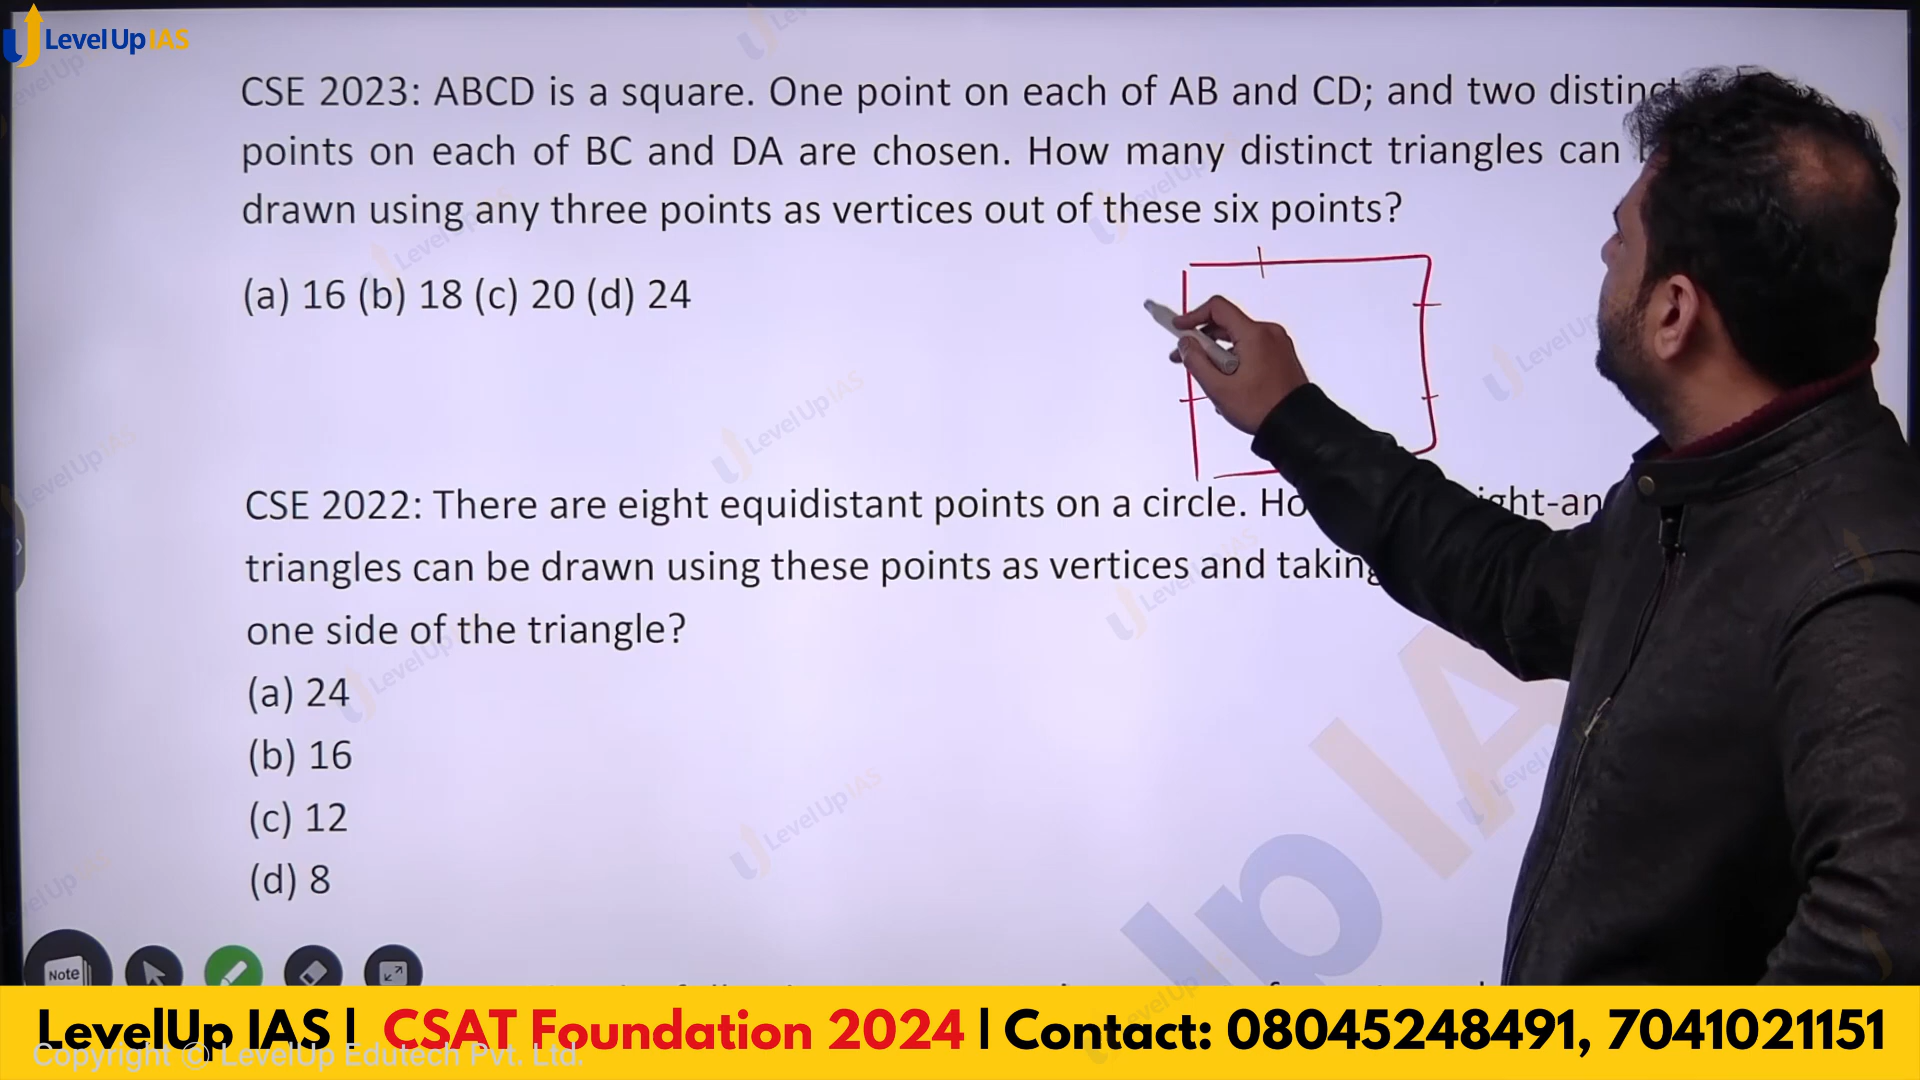 LevelUp IAS
CSE 2023: ABCD is a square. One point on each of AB and CD; and two distinct
points on each of BC and DA are chosen. How many distinct triangles can
drawn using any three points as vertices out of these six points?
(a) 16 (b) 18 (c) 20 (d) 24
CSE 2022: There are eight equidistant points on a circle.
triangles can be drawn using these points as vertices and taking
one side of the triangle?
(a) 24
(b) 16
(c) 12
(d) 8
Note
LevelUp IAS | CSAT Foundation 2024 | Contact: 08045248491, 7041021151
Copyright © LevelUp Edutech Pvt. Ltd.